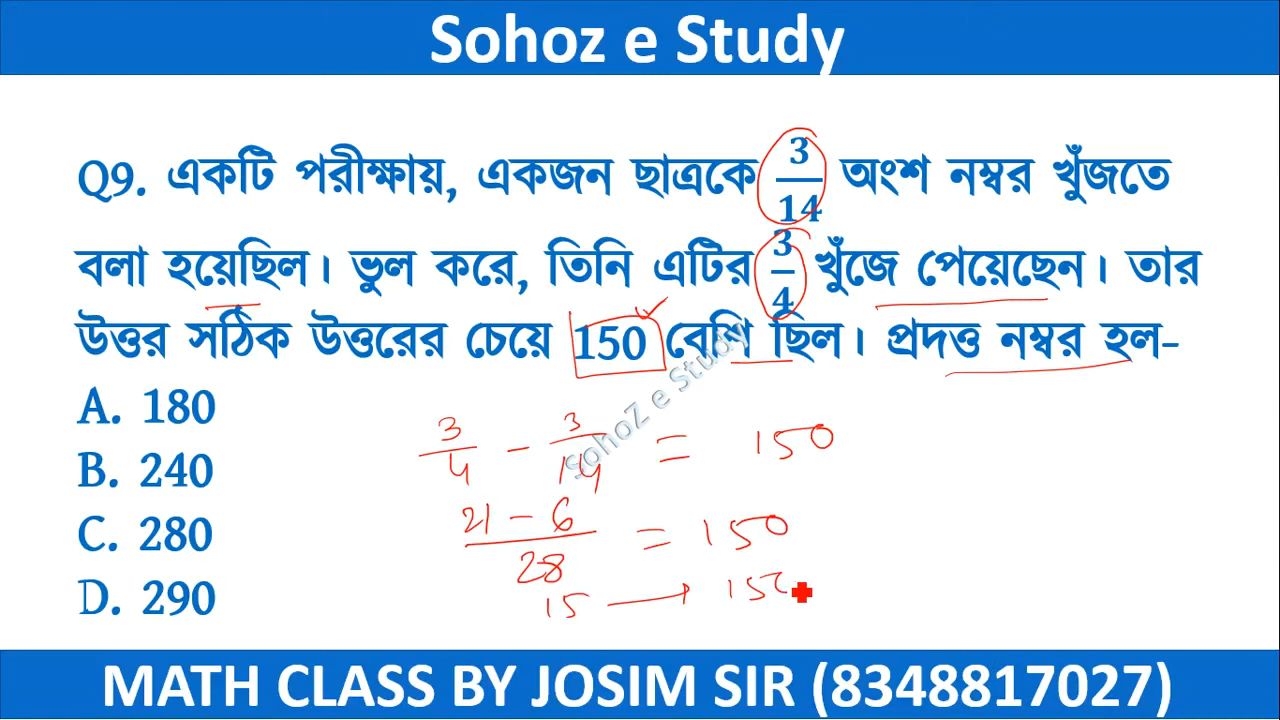 Sohoz e Study
Q9. একটি পরীক্ষায়, একজন ছাত্রকে 3/14 অংশ নম্বর খুঁজতে
বলা হয়েছিল। ভুল করে, তিনি এটির 3/4 খুঁজে পেয়েছেন। তার
উত্তর সঠিক উত্তরের চেয়ে 150 বেশি ছিল। প্রদত্ত নম্বর হল-
A. 180
B. 240
C. 280
D. 290
3/4 - 3/14 = 150
21 - 6/28 = 150
15 → 150
SohoZ e Study
MATH CLASS BY JOSIM SIR (8348817027)